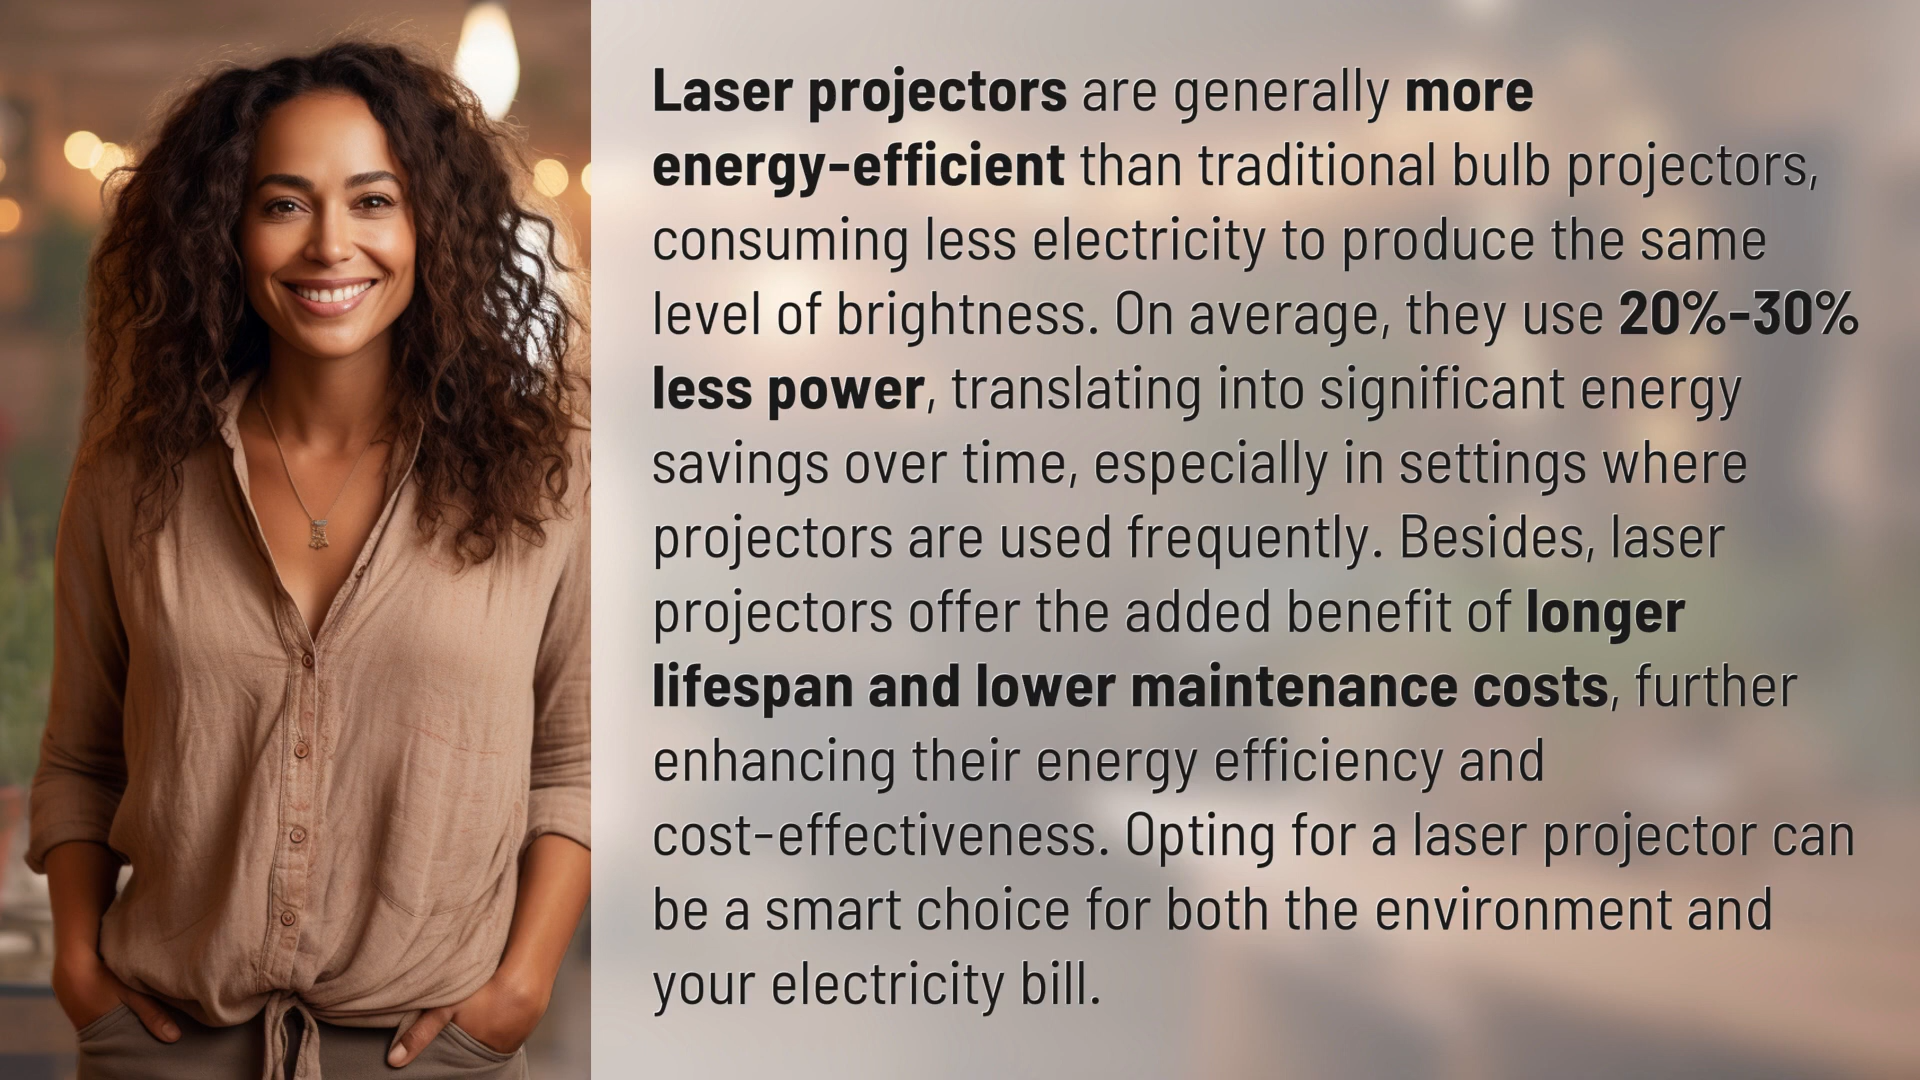 Laser projectors are generally more
energy-efficient than traditional bulb projectors,
consuming less electricity to produce the same
level of brightness. On average, they use 20%-30%
less power, translating into significant energy
savings over time, especially in settings where
projectors are used frequently. Besides, laser
projectors offer the added benefit of longer
lifespan and lower maintenance costs, further
enhancing their energy efficiency and
cost-effectiveness. Opting for a laser projector can
be a smart choice for both the environment and
your electricity bill.